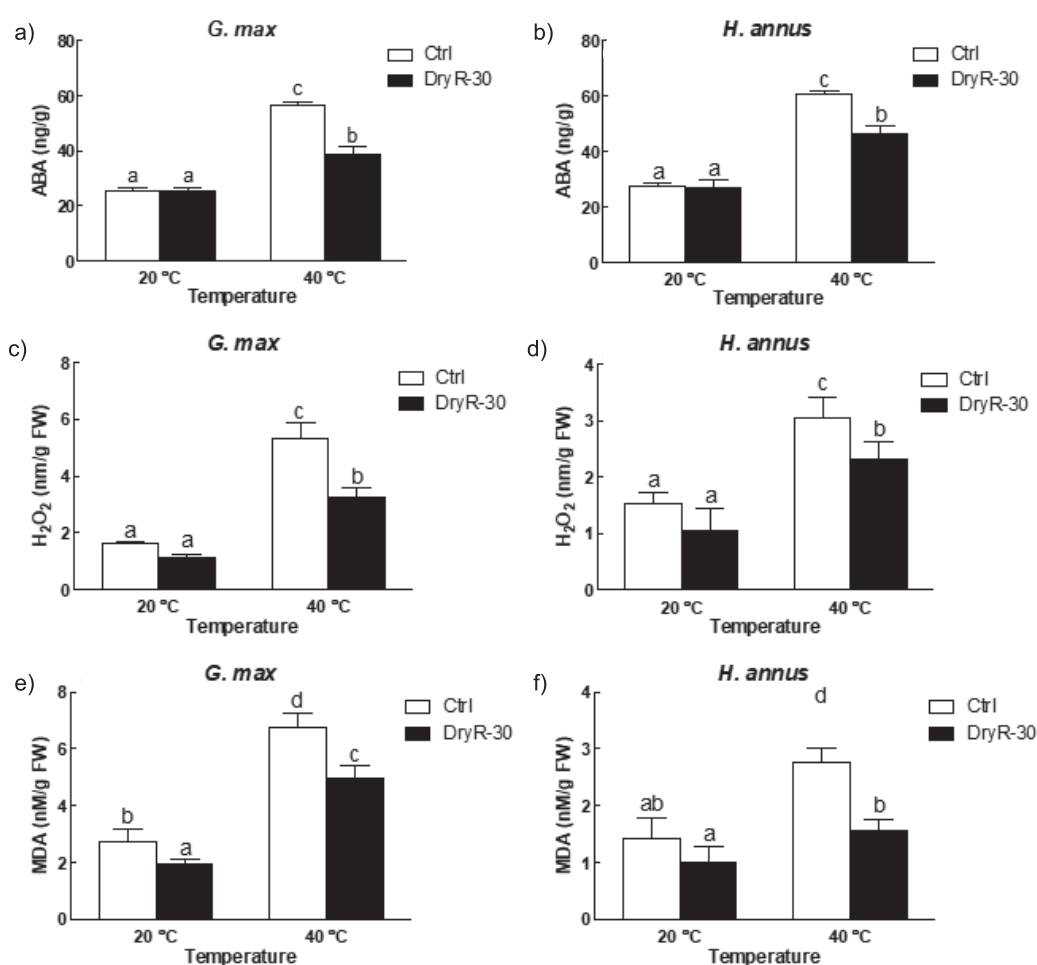 a)
G. max
80
60
40
20
0
ABA (ng/g)
Ctrl
DryR-30
a
a
c
b
20 °C
40 °C
Temperature
b)
H. annus
80
60
40
20
0
ABA (ng/g)
Ctrl
DryR-30
a
a
c
b
20 °C
40 °C
Temperature
c)
G. max
8
6
4
2
0
H₂O₂ (nm/g FW)
Ctrl
DryR-30
a
a
c
b
20 °C
40 °C
Temperature
d)
H. annus
4
3
2
1
0
H₂O₂ (nm/g FW)
Ctrl
DryR-30
a
a
c
b
20 °C
40 °C
Temperature
e)
G. max
8
6
4
2
0
MDA (nM/g FW)
Ctrl
DryR-30
b
a
d
c
20 °C
40 °C
Temperature
f)
H. annus
4
3
2
1
0
MDA (nM/g FW)
Ctrl
DryR-30
ab
a
d
b
20 °C
40 °C
Temperature